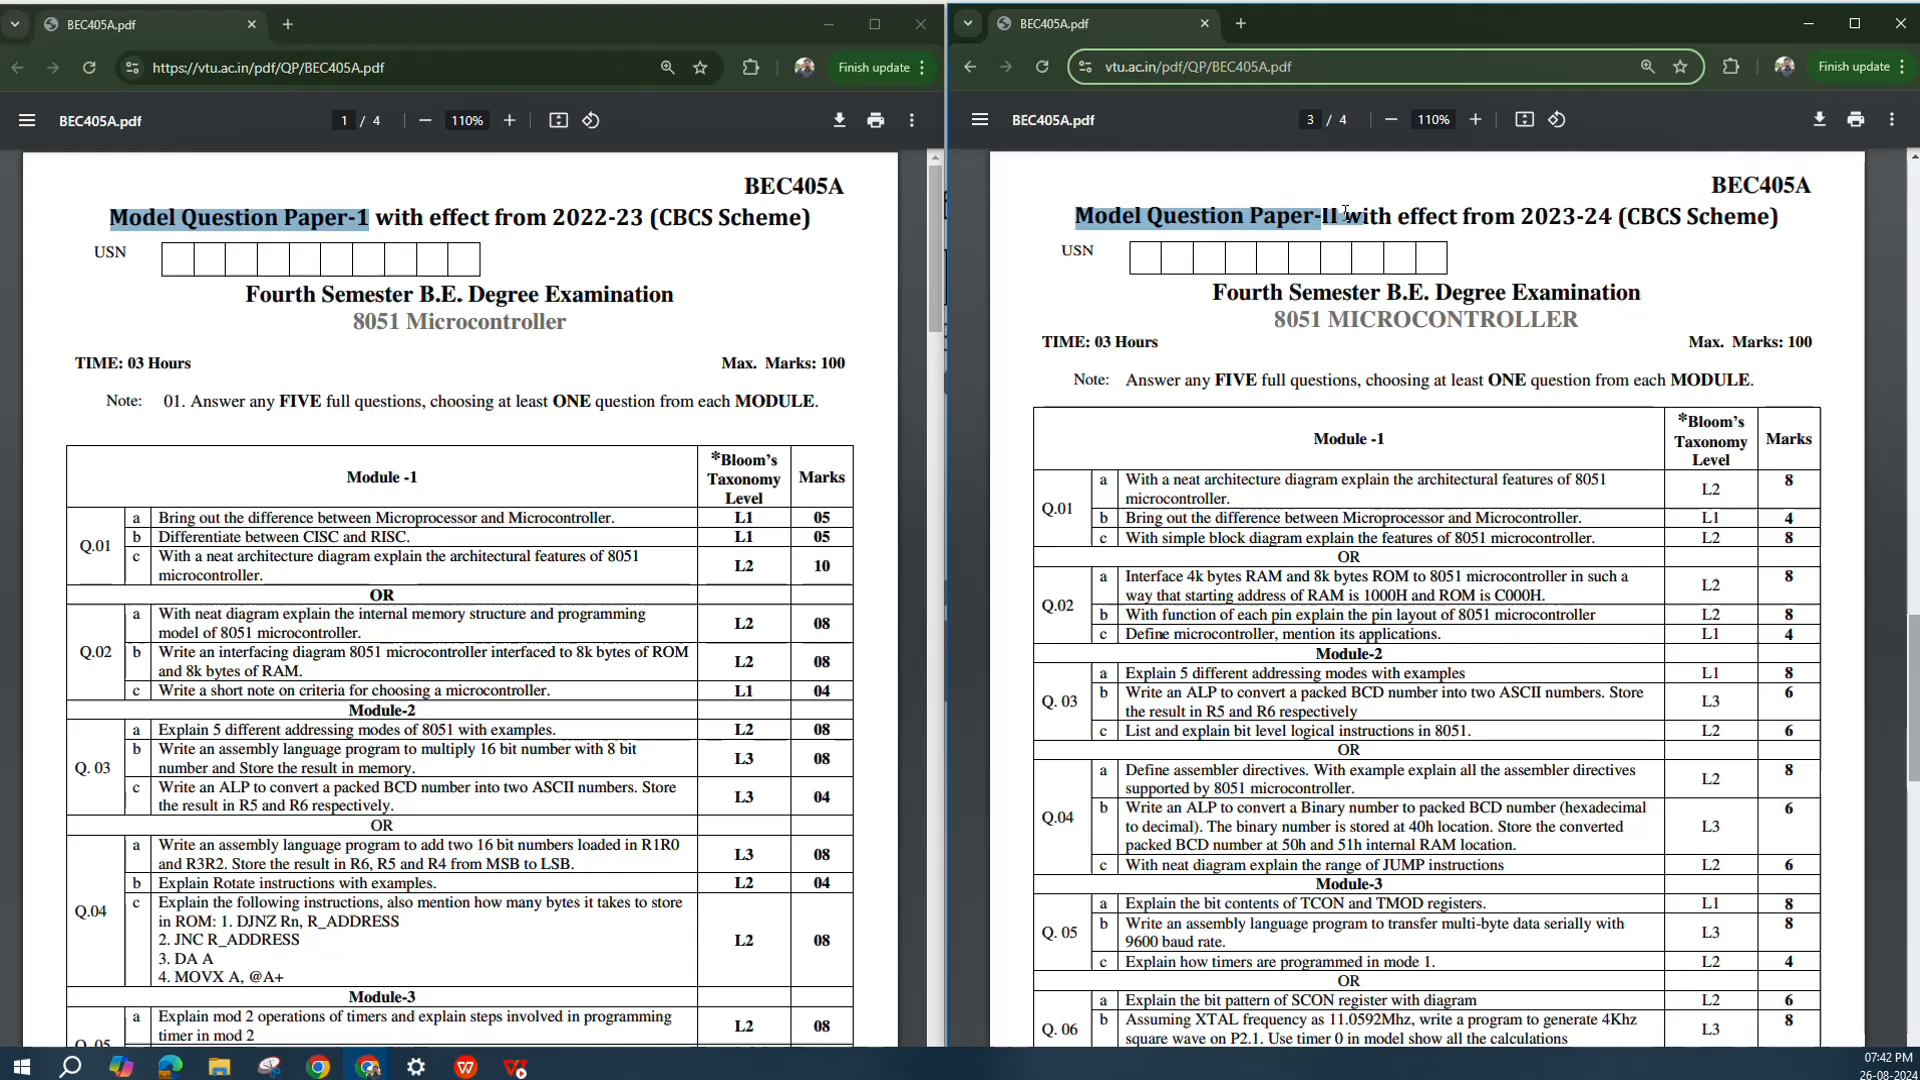 BEC405A.pdf
https://vtu.ac.in/pdf/QP/BEC405A.pdf
Finish update
BEC405A.pdf
1 / 4
110%
BEC405A
Model Question Paper-1 with effect from 2022-23 (CBCS Scheme)
USN
Fourth Semester B.E. Degree Examination
8051 Microcontroller
TIME: 03 Hours
Max. Marks: 100
Note: 01. Answer any FIVE full questions, choosing at least ONE question from each MODULE.
Module -1
*Bloom's
Taxonomy
Level
Marks
Q.01
a Bring out the difference between Microprocessor and Microcontroller. L1 05
b Differentiate between CISC and RISC. L1 05
c With a neat architecture diagram explain the architectural features of 8051
microcontroller. L2 10
OR
Q.02
a With neat diagram explain the internal memory structure and programming
model of 8051 microcontroller. L2 08
b Write an interfacing diagram 8051 microcontroller interfaced to 8k bytes of ROM
and 8k bytes of RAM. L2 08
c Write a short note on criteria for choosing a microcontroller. L1 04
Module-2
Q. 03
a Explain 5 different addressing modes of 8051 with examples. L2 08
b Write an assembly language program to multiply 16 bit number with 8 bit
number and Store the result in memory. L3 08
c Write an ALP to convert a packed BCD number into two ASCII numbers. Store
the result in R5 and R6 respectively. L3 04
OR
Q.04
a Write an assembly language program to add two 16 bit numbers loaded in R1R0
and R3R2. Store the result in R6, R5 and R4 from MSB to LSB. L3 08
b Explain Rotate instructions with examples. L2 04
c Explain the following instructions, also mention how many bytes it takes to store
in ROM: 1. DJNZ Rn, R_ADDRESS
2. JNC R_ADDRESS
3. DA A
4. MOVX A, @A+
L2 08
Module-3
a Explain mod 2 operations of timers and explain steps involved in programming
timer in mod 2 L2 08
BEC405A.pdf
vtu.ac.in/pdf/QP/BEC405A.pdf
Finish update
BEC405A.pdf
3 / 4
110%
BEC405A
Model Question Paper-II with effect from 2023-24 (CBCS Scheme)
USN
Fourth Semester B.E. Degree Examination
8051 MICROCONTROLLER
TIME: 03 Hours
Max. Marks: 100
Note: Answer any FIVE full questions, choosing at least ONE question from each MODULE.
Module -1
*Bloom's
Taxonomy
Level
Marks
Q.01
a With a neat architecture diagram explain the architectural features of 8051
microcontroller. L2 8
b Bring out the difference between Microprocessor and Microcontroller. L1 4
c With simple block diagram explain the features of 8051 microcontroller. L2 8
OR
Q.02
a Interface 4k bytes RAM and 8k bytes ROM to 8051 microcontroller in such a
way that starting address of RAM is 1000H and ROM is C000H. L2 8
b With function of each pin explain the pin layout of 8051 microcontroller L2 8
c Define microcontroller, mention its applications. L1 4
Module-2
Q. 03
a Explain 5 different addressing modes with examples L1 8
b Write an ALP to convert a packed BCD number into two ASCII numbers. Store
the result in R5 and R6 respectively L3 6
c List and explain bit level logical instructions in 8051. L2 6
OR
Q.04
a Define assembler directives. With example explain all the assembler directives
supported by 8051 microcontroller. L2 8
b Write an ALP to convert a Binary number to packed BCD number (hexadecimal
to decimal). The binary number is stored at 40h location. Store the converted
packed BCD number at 50h and 51h internal RAM location. L3 6
c With neat diagram explain the range of JUMP instructions L2 6
Module-3
Q. 05
a Explain the bit contents of TCON and TMOD registers. L1 8
b Write an assembly language program to transfer multi-byte data serially with
9600 baud rate. L3 8
c Explain how timers are programmed in mode 1. L2 4
OR
Q. 06
a Explain the bit pattern of SCON register with diagram L2 6
b Assuming XTAL frequency as 11.0592Mhz, write a program to generate 4Khz
square wave on P2.1. Use timer 0 in model show all the calculations L3 8
07:42 PM
26-08-2024